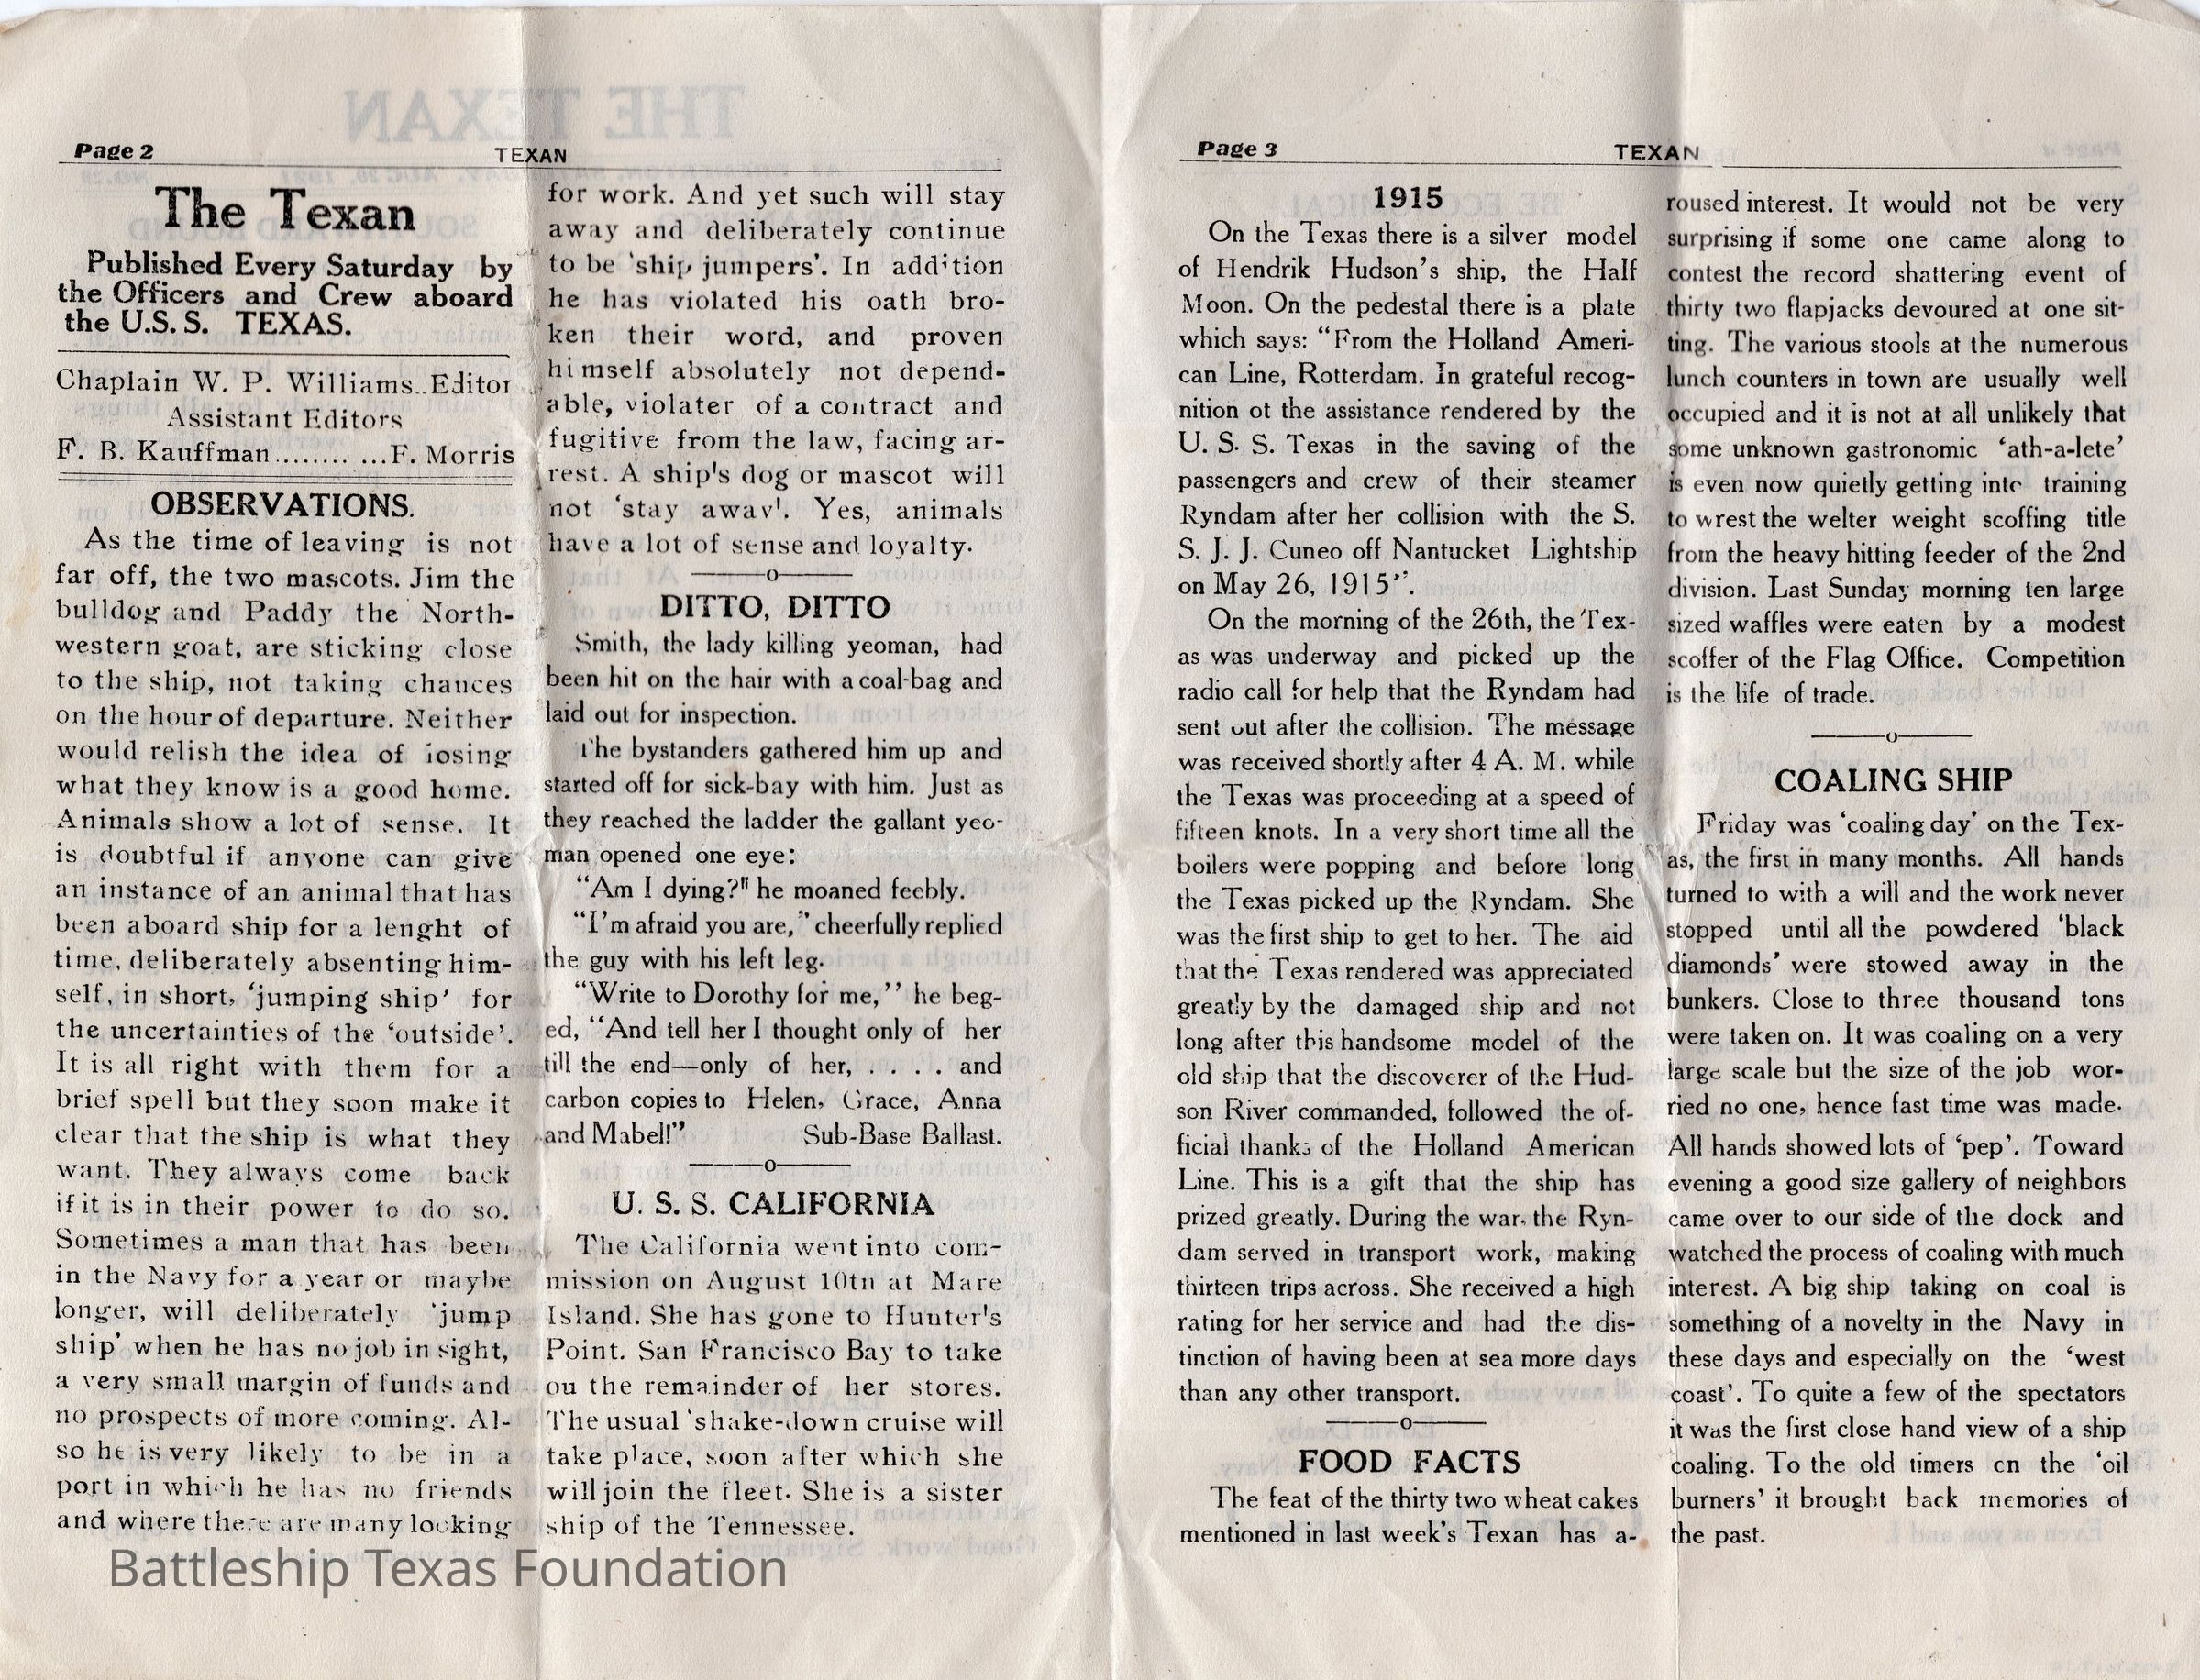 Page 2
TEXAN
The Texan
Published Every Saturday by
the Officers and Crew aboard
the U.S.S. TEXAS.
Chaplain W. P. Williams..Editor
Assistant Editors
F. B. Kauffman........ ...F. Morris
OBSERVATIONS.
As the time of leaving is not
far off, the two mascots. Jim the
bulldog and Paddy the North-
western goat, are sticking close
to the ship, not taking chances
on the hour of departure. Neither
would relish the idea of losing
what they know is a good home.
Animals show a lot of sense. It
is doubtful if anyone can give
an instance of an animal that has
been aboard ship for a lenght of
time, deliberately absenting him-
self, in short, 'jumping ship' for
the uncertainties of the 'outside'.
It is all right with them for a
brief spell but they soon make it
clear that the ship is what they
want. They always come back
if it is in their power to do so.
Sometimes a man that has been
in the Navy for a year or maybe
longer, will deliberately 'jump
ship' when he has no job in sight,
a very small margin of funds and
no prospects of more coming. Al-
so he is very likely to be in a
port in which he has no friends
and where there are many looking
for work. And yet such will stay
away and deliberately continue
to be 'ship jumpers'. In addition
he has violated his oath bro-
ken their word, and proven
himself absolutely not depend-
able, violater of a contract and
fugitive from the law, facing ar-
rest. A ship's dog or mascot will
not 'stay away'. Yes, animals
have a lot of sense and loyalty.
———o———
DITTO, DITTO
Smith, the lady killing yeoman, had
been hit on the hair with a coal-bag and
laid out for inspection.
The bystanders gathered him up and
started off for sick-bay with him. Just as
they reached the ladder the gallant yeo-
man opened one eye:
"Am I dying?" he moaned feebly.
"I'm afraid you are," cheerfully replied
the guy with his left leg.
"Write to Dorothy for me," he beg-
ed, "And tell her I thought only of her
till the end—only of her, . . . . and
carbon copies to Helen, Grace, Anna
and Mabel!" Sub-Base Ballast.
———o———
U. S. S. CALIFORNIA
The California went into com-
mission on August 10th at Mare
Island. She has gone to Hunter's
Point. San Francisco Bay to take
ou the remainder of her stores.
The usual 'shake-down cruise will
take place, soon after which she
will join the fleet. She is a sister
ship of the Tennessee.
Page 3
TEXAN
1915
On the Texas there is a silver model
of Hendrik Hudson's ship, the Half
Moon. On the pedestal there is a plate
which says: "From the Holland Ameri-
can Line, Rotterdam. In grateful recog-
nition ot the assistance rendered by the
U. S. S. Texas in the saving of the
passengers and crew of their steamer
Ryndam after her collision with the S.
S. J. J. Cuneo off Nantucket Lightship
on May 26, 1915".
On the morning of the 26th, the Tex-
as was underway and picked up the
radio call for help that the Ryndam had
sent out after the collision. The message
was received shortly after 4 A. M. while
the Texas was proceeding at a speed of
fifteen knots. In a very short time all the
boilers were popping and before long
the Texas picked up the Ryndam. She
was the first ship to get to her. The aid
that the Texas rendered was appreciated
greatly by the damaged ship and not
long after this handsome model of the
old ship that the discoverer of the Hud-
son River commanded, followed the of-
ficial thanks of the Holland American
Line. This is a gift that the ship has
prized greatly. During the war, the Ryn-
dam served in transport work, making
thirteen trips across. She received a high
rating for her service and had the dis-
tinction of having been at sea more days
than any other transport.
———o———
FOOD FACTS
The feat of the thirty two wheat cakes
mentioned in last week's Texan has a-
roused interest. It would not be very
surprising if some one came along to
contest the record shattering event of
thirty two flapjacks devoured at one sit-
ting. The various stools at the numerous
lunch counters in town are usually well
occupied and it is not at all unlikely that
some unknown gastronomic 'ath-a-lete'
is even now quietly getting into training
to wrest the welter weight scoffing title
from the heavy hitting feeder of the 2nd
division. Last Sunday morning ten large
sized waffles were eaten by a modest
scoffer of the Flag Office. Competition
is the life of trade.
———o———
COALING SHIP
Friday was 'coaling day' on the Tex-
as, the first in many months. All hands
turned to with a will and the work never
stopped until all the powdered 'black
diamonds' were stowed away in the
bunkers. Close to three thousand tons
were taken on. It was coaling on a very
large scale but the size of the job wor-
ried no one, hence fast time was made.
All hands showed lots of 'pep'. Toward
evening a good size gallery of neighbors
came over to our side of the dock and
watched the process of coaling with much
interest. A big ship taking on coal is
something of a novelty in the Navy in
these days and especially on the 'west
coast'. To quite a few of the spectators
it was the first close hand view of a ship
coaling. To the old timers cn the 'oil
burners' it brought back memories of
the past.
Battleship Texas Foundation